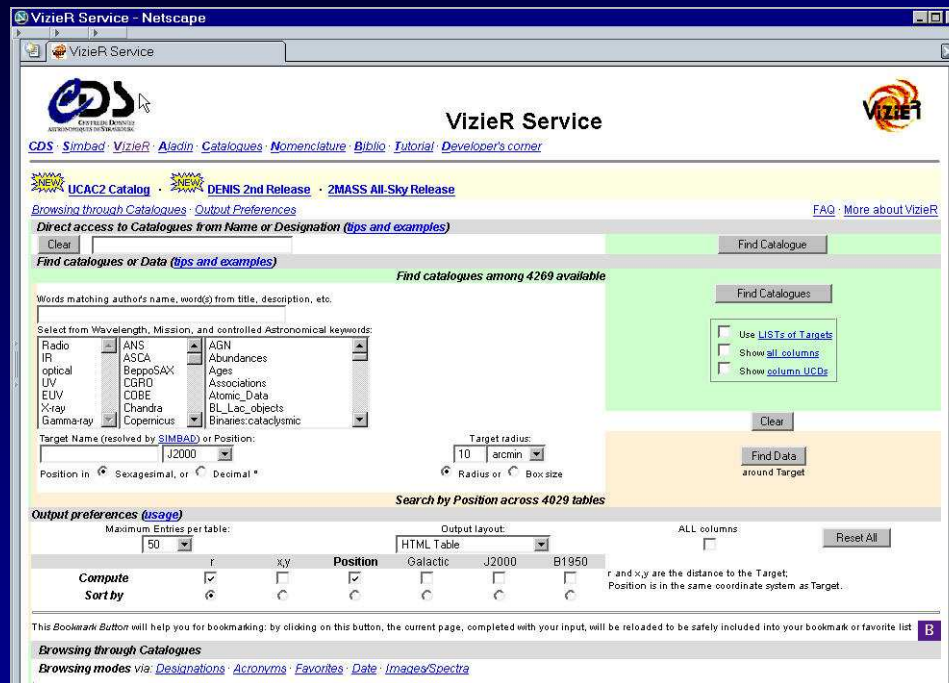 VizieR Service - Netscape
VizieR Service
CDS
CENTRE DE DONNÉES
ASTRONOMIQUES DE STRASBOURG
VizieR Service
VizieR
CDS · Simbad · VizieR · Aladin · Catalogues · Nomenclature · Biblio · Tutorial · Developer's corner
NEW UCAC2 Catalog · NEW DENIS 2nd Release · 2MASS All-Sky Release
Browsing through Catalogues · Output Preferences FAQ · More about VizieR
Direct access to Catalogues from Name or Designation (tips and examples)
Clear Find Catalogue
Find catalogues or Data (tips and examples)
Find catalogues among 4269 available
Words matching author's name, word(s) from title, description, etc. Find Catalogues
Select from Wavelength, Mission, and controlled Astronomical keywords:
Radio ANS AGN Use LISTs of Targets
IR ASCA Abundances Show all columns
optical BeppoSAX Ages Show column UCDs
UV CGRO Associations
EUV COBE Atomic_Data
X-ray Chandra BL_Lac_objects
Gamma-ray Copernicus Binaries:cataclysmic Clear
Target Name (resolved by SIMBAD) or Position: Target radius:
J2000 10 arcmin Find Data
Position in Sexagesimal, or Decimal * Radius or Box size around Target
Search by Position across 4029 tables
Output preferences (usage)
Maximum Entries per table: Output layout: ALL columns
50 HTML Table Reset All
r x,y Position Galactic J2000 B1950
Compute r and x,y are the distance to the Target;
Sort by Position is in the same coordinate system as Target.
This Bookmark Button will help you for bookmarking: by clicking on this button, the current page, completed with your input, will be reloaded to be safely included into your bookmark or favorite list B
Browsing through Catalogues
Browsing modes via: Designations · Acronyms · Favorites · Date · Images/Spectra